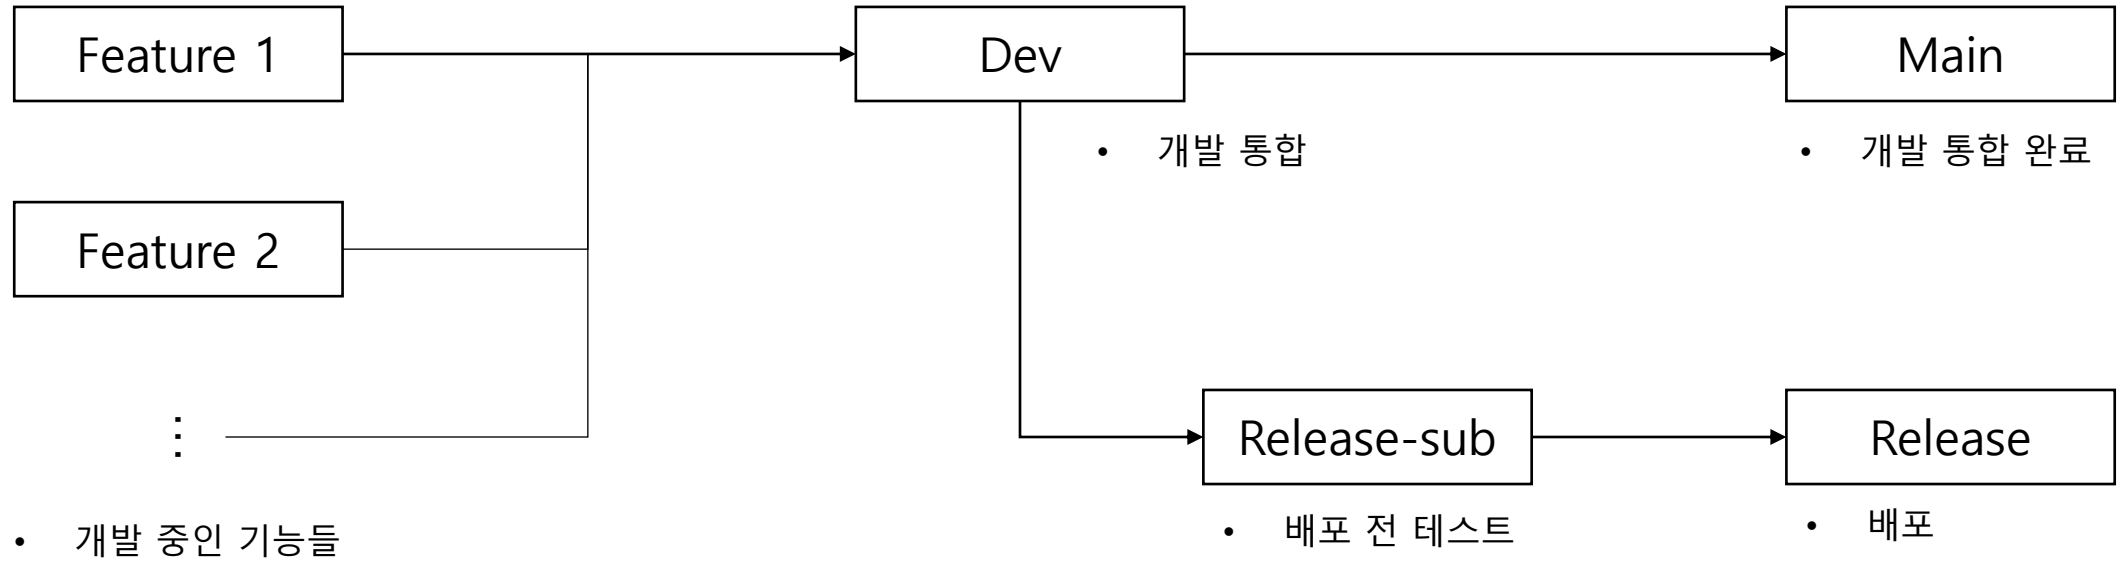 Feature 1
Dev
Main
• 개발 통합
• 개발 통합 완료
Feature 2
⋮
Release-sub
Release
• 개발 중인 기능들
• 배포 전 테스트
• 배포